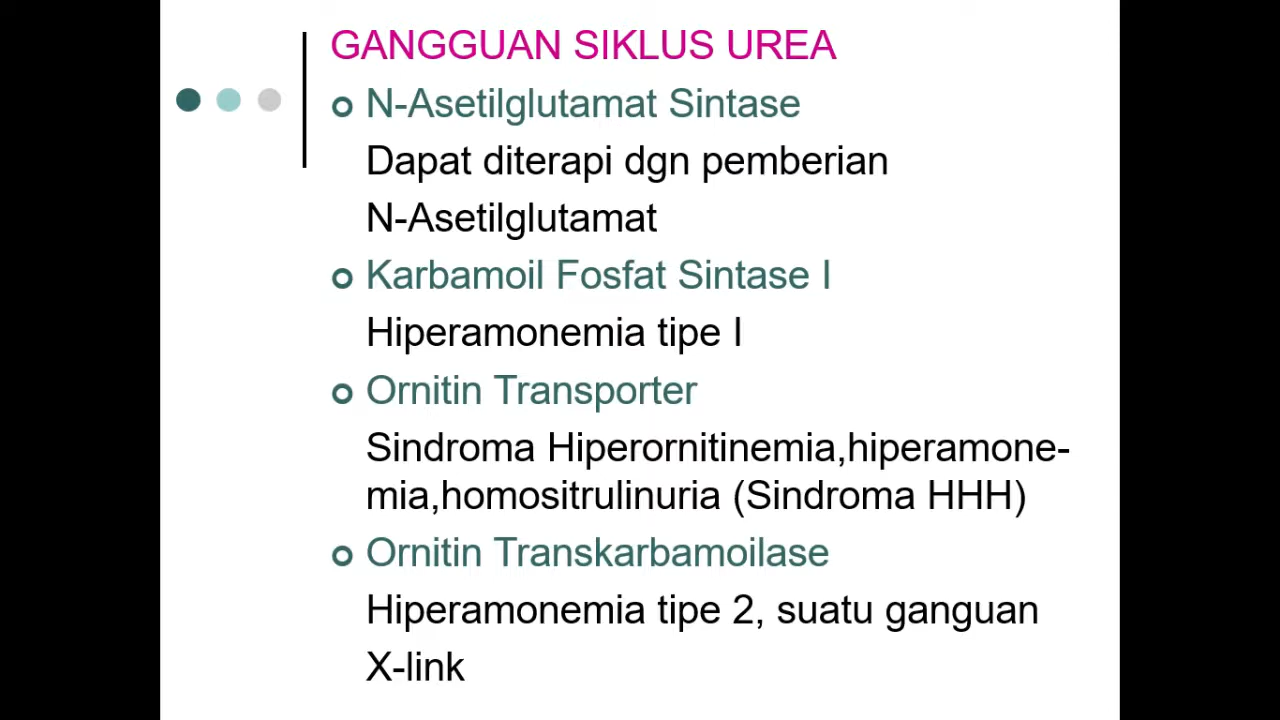 GANGGUAN SIKLUS UREA
N-Asetilglutamat Sintase
Dapat diterapi dgn pemberian
N-Asetilglutamat
Karbamoil Fosfat Sintase I
Hiperamonemia tipe I
Ornitin Transporter
Sindroma Hiperornitinemia,hiperamone-
mia,homositrulinuria (Sindroma HHH)
Ornitin Transkarbamoilase
Hiperamonemia tipe 2, suatu ganguan
X-link